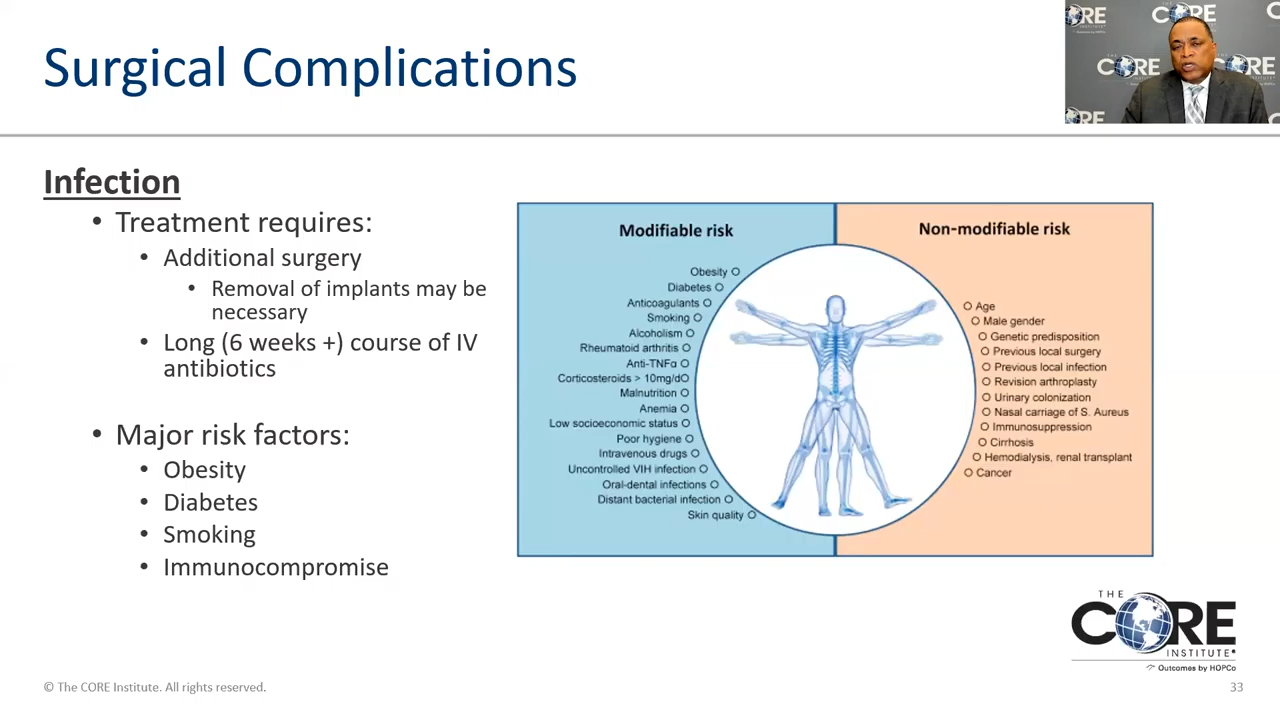 Surgical Complications
Infection
• Treatment requires:
• Additional surgery
• Removal of implants may be
necessary
• Long (6 weeks +) course of IV
antibiotics
• Major risk factors:
• Obesity
• Diabetes
• Smoking
• Immunocompromise
Modifiable risk
Obesity
Diabetes
Anticoagulants
Smoking
Alcoholism
Rheumatoid arthritis
Anti-TNFα
Corticosteroids > 10mg/d
Malnutrition
Anemia
Low socioeconomic status
Poor hygiene
Intravenous drugs
Uncontrolled VIH infection
Oral-dental infections
Distant bacterial infection
Skin quality
Non-modifiable risk
Age
Male gender
Genetic predisposition
Previous local surgery
Previous local infection
Revision arthroplasty
Urinary colonization
Nasal carriage of S. Aureus
Immunosuppression
Cirrhosis
Hemodialysis, renal transplant
Cancer
THE
CORE
INSTITUTE®
Outcomes by HOPCo
© The CORE Institute. All rights reserved.
33